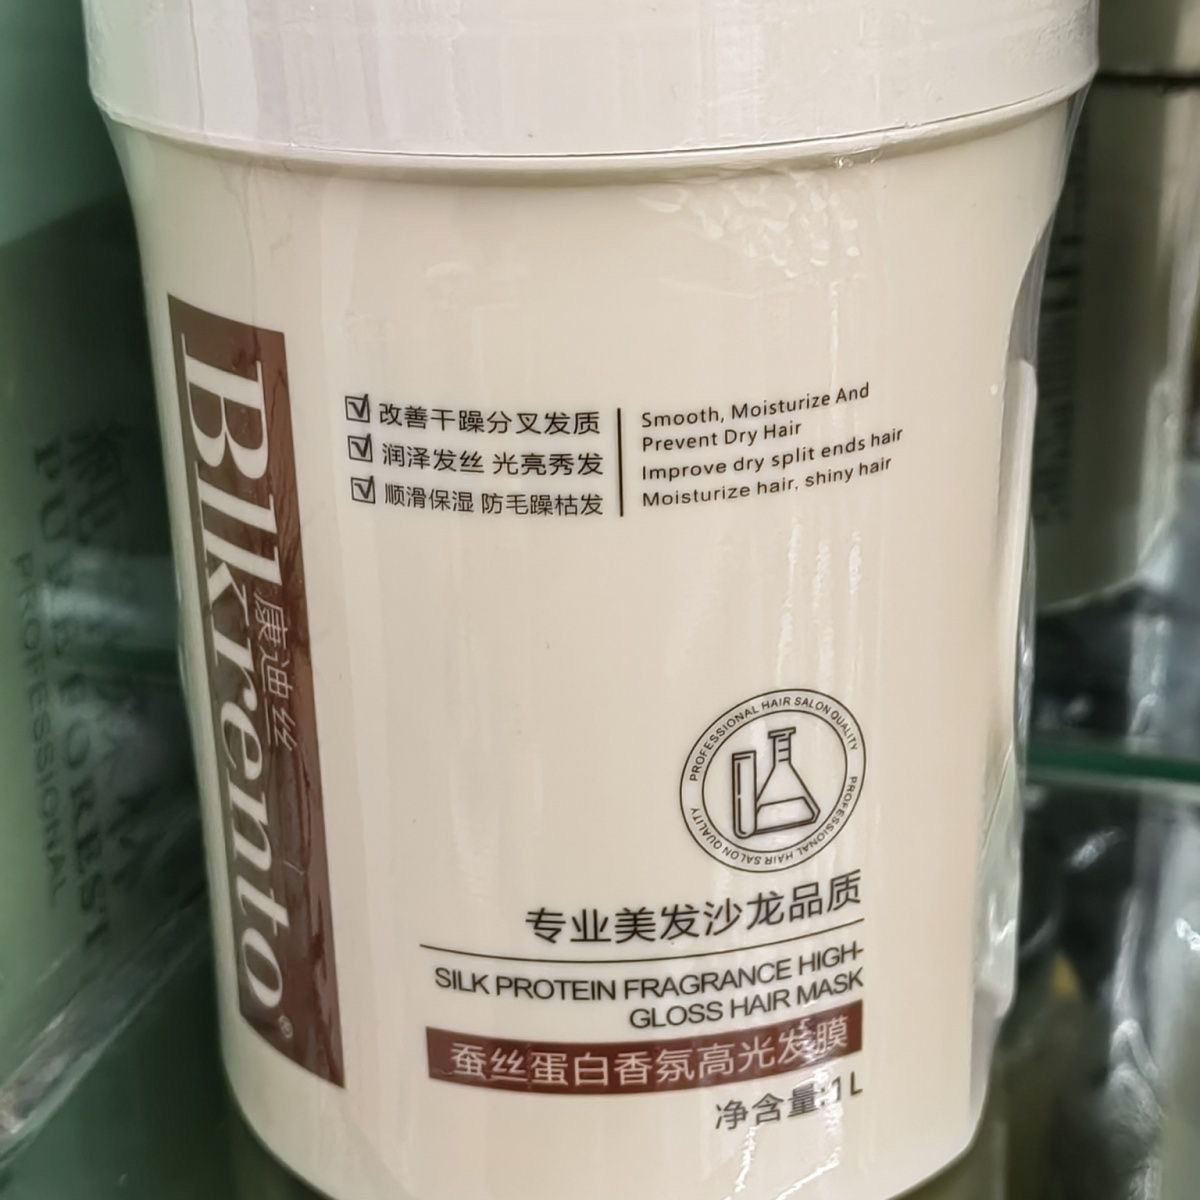 Blkrento®
康迪丝
改善干躁分叉发质
润泽发丝 光亮秀发
顺滑保湿 防毛躁枯发
Smooth, Moisturize And
Prevent Dry Hair
Improve dry split ends hair
Moisturize hair, shiny hair
PROFESSIONAL HAIR SALON QUALITY
PROFESSIONAL HAIR SALON QUALITY
专业美发沙龙品质
SILK PROTEIN FRAGRANCE HIGH-
GLOSS HAIR MASK
蚕丝蛋白香氛高光发膜
净含量:1L
PROFESSIONAL